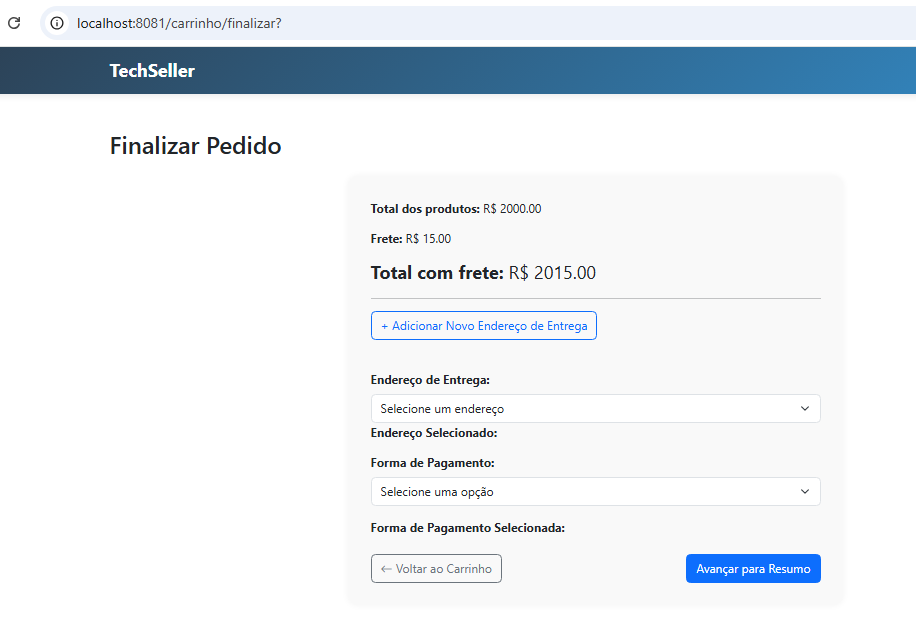 localhost:8081/carrinho/finalizar?
TechSeller
Finalizar Pedido
Total dos produtos: R$ 2000.00
Frete: R$ 15.00
Total com frete: R$ 2015.00
+ Adicionar Novo Endereço de Entrega
Endereço de Entrega:
Selecione um endereço
Endereço Selecionado:
Forma de Pagamento:
Selecione uma opção
Forma de Pagamento Selecionada:
← Voltar ao Carrinho
Avançar para Resumo